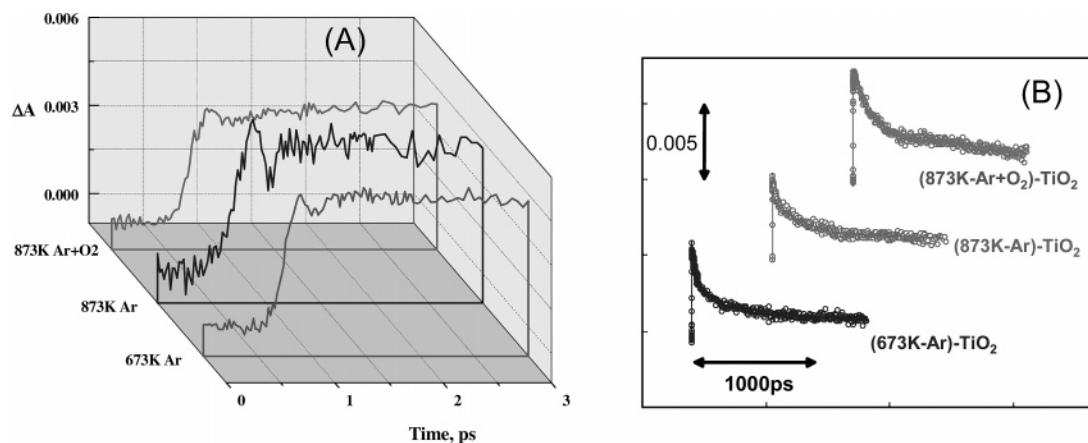 (A)
0.006
ΔA
0.003
0.000
873K Ar+O2
873K Ar
673K Ar
0
1
2
3
Time, ps
(B)
0.005
(873K-Ar+O₂)-TiO₂
(873K-Ar)-TiO₂
(673K-Ar)-TiO₂
1000ps